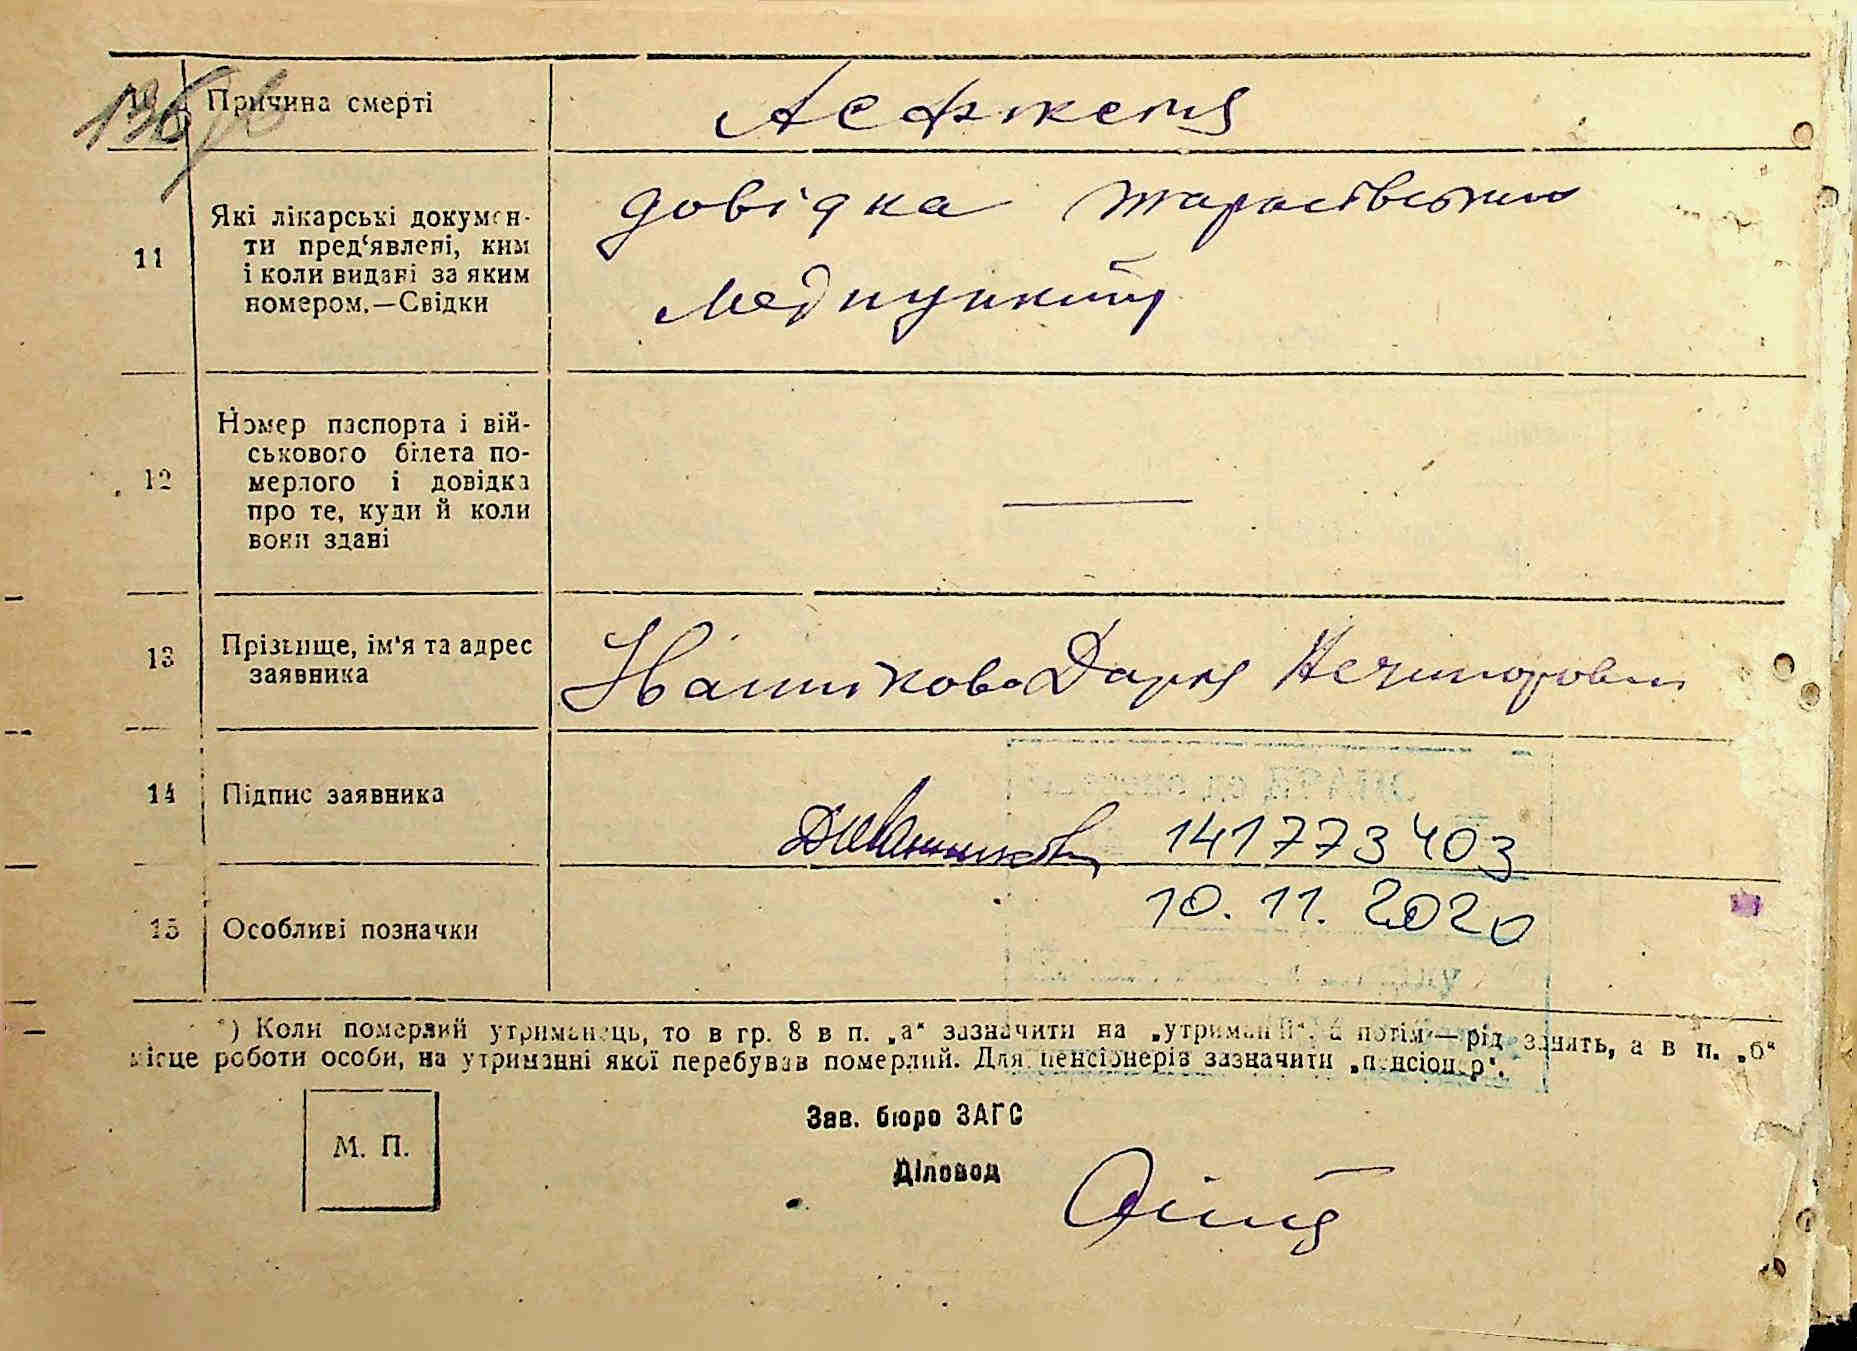 Причина смерті
Асфіксия
11
Які лікарські докумен-
ти пред'явлені, ким
і коли видані за яким
номером.—Свідки
довідка
Медпункту
12
Номер паспорта і вій-
ськового білета по-
мерлого і довідка
про те, куди й коли
вони здані
—
13
Прізвище, ім'я та адрес
заявника
Дарія
14
Підпис заявника
141773403
10. 11. 2020
15
Особливі позначки
*) Коли померлий утриманець, то в гр. 8 в п. „а“ зазначити на „утриманні“, а потім — рід занять, а в п. „б“
місце роботи особи, на утриманні якої перебував померлий. Для пенсіонерів зазначити „пенсіонер“.
М. П.
Зав. бюро ЗАГС
Діловод